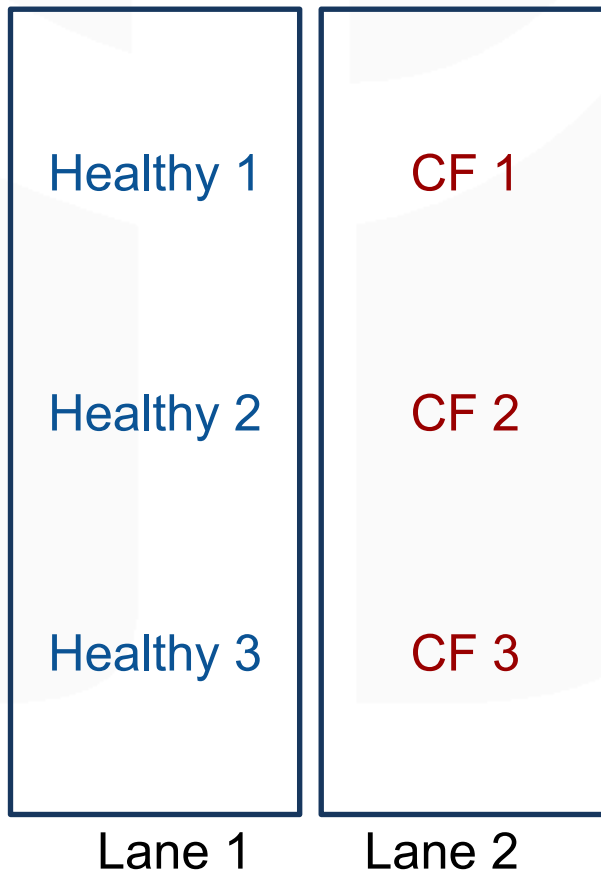 Healthy 1
Healthy 2
Healthy 3
Lane 1
CF 1
CF 2
CF 3
Lane 2